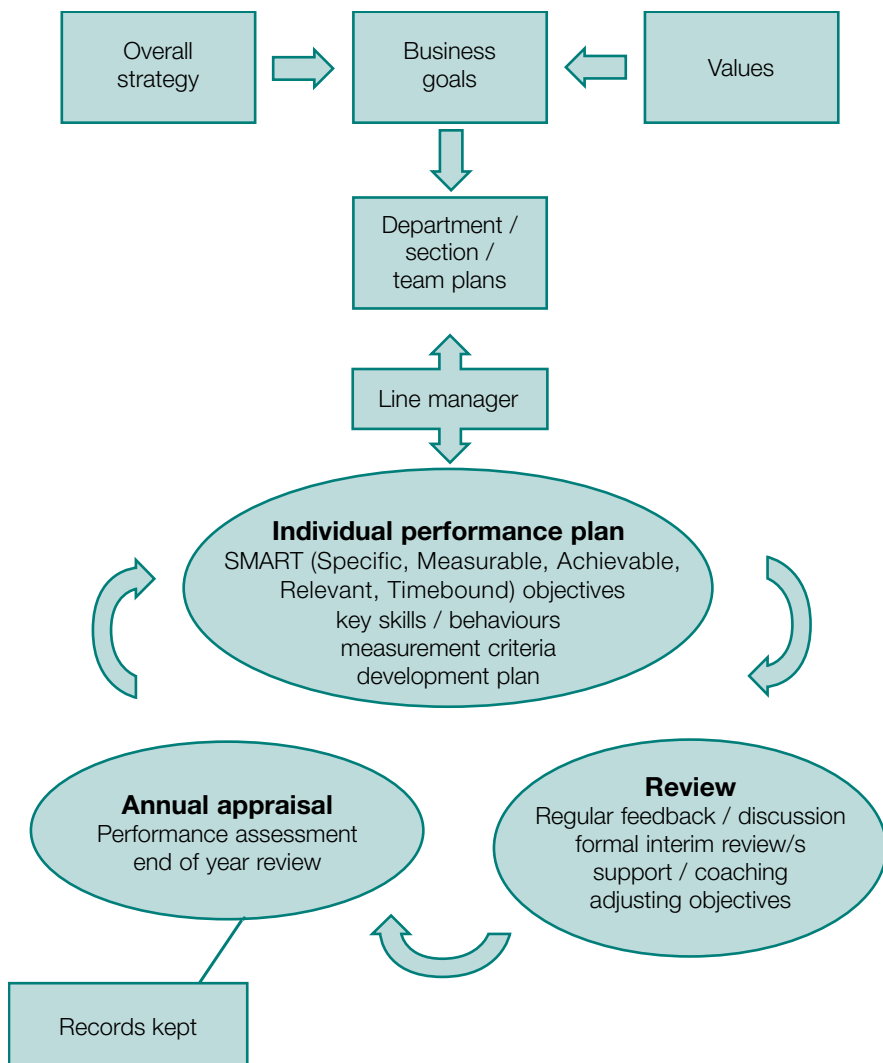 Overall
strategy
Business
goals
Values
Department /
section /
team plans
Line manager
Individual performance plan
SMART (Specific, Measurable, Achievable,
Relevant, Timebound) objectives
key skills / behaviours
measurement criteria
development plan
Annual appraisal
Performance assessment
end of year review
Review
Regular feedback / discussion
formal interim review/s
support / coaching
adjusting objectives
Records kept